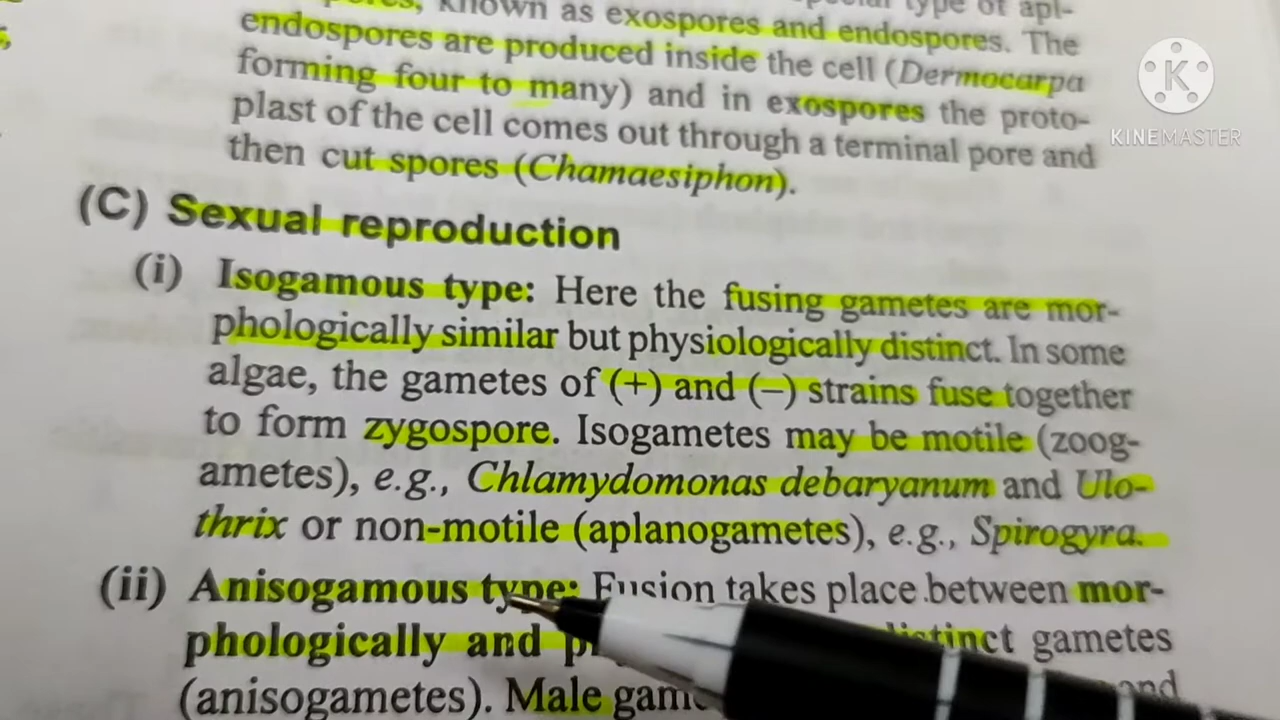 known as exospores and endospores. The
endospores are produced inside the cell (Dermocarpa
forming four to many) and in exospores the proto-
plast of the cell comes out through a terminal pore and
then cut spores (Chamaesiphon).
(C) Sexual reproduction
(i) Isogamous type: Here the fusing gametes are mor-
phologically similar but physiologically distinct. In some
algae, the gametes of (+) and (–) strains fuse together
to form zygospore. Isogametes may be motile (zoog-
ametes), e.g., Chlamydomonas debaryanum and Ulo-
thrix or non-motile (aplanogametes), e.g., Spirogyra.
(ii) Anisogamous type: Fusion takes place between mor-
phologically and distinct gametes
(anisogametes). Male and
K
KINEMASTER